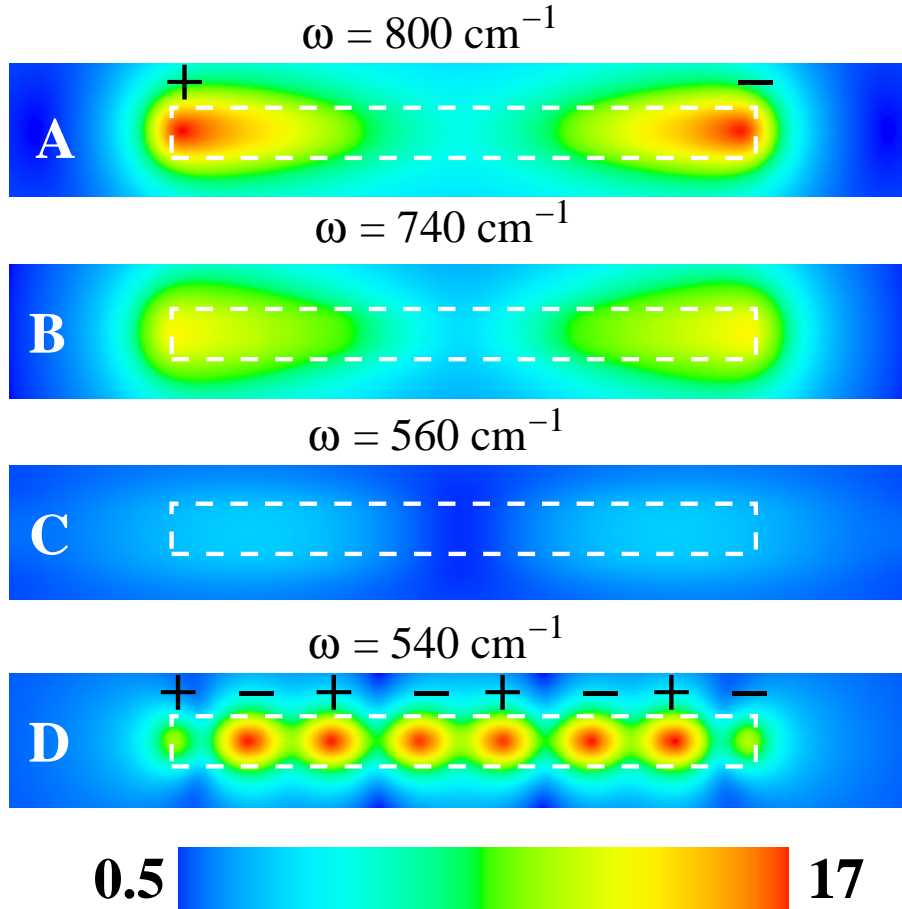 ω = 800 cm⁻¹
+ −
A
ω = 740 cm⁻¹
B
ω = 560 cm⁻¹
C
ω = 540 cm⁻¹
+ − + − + − + −
D
0.5 17